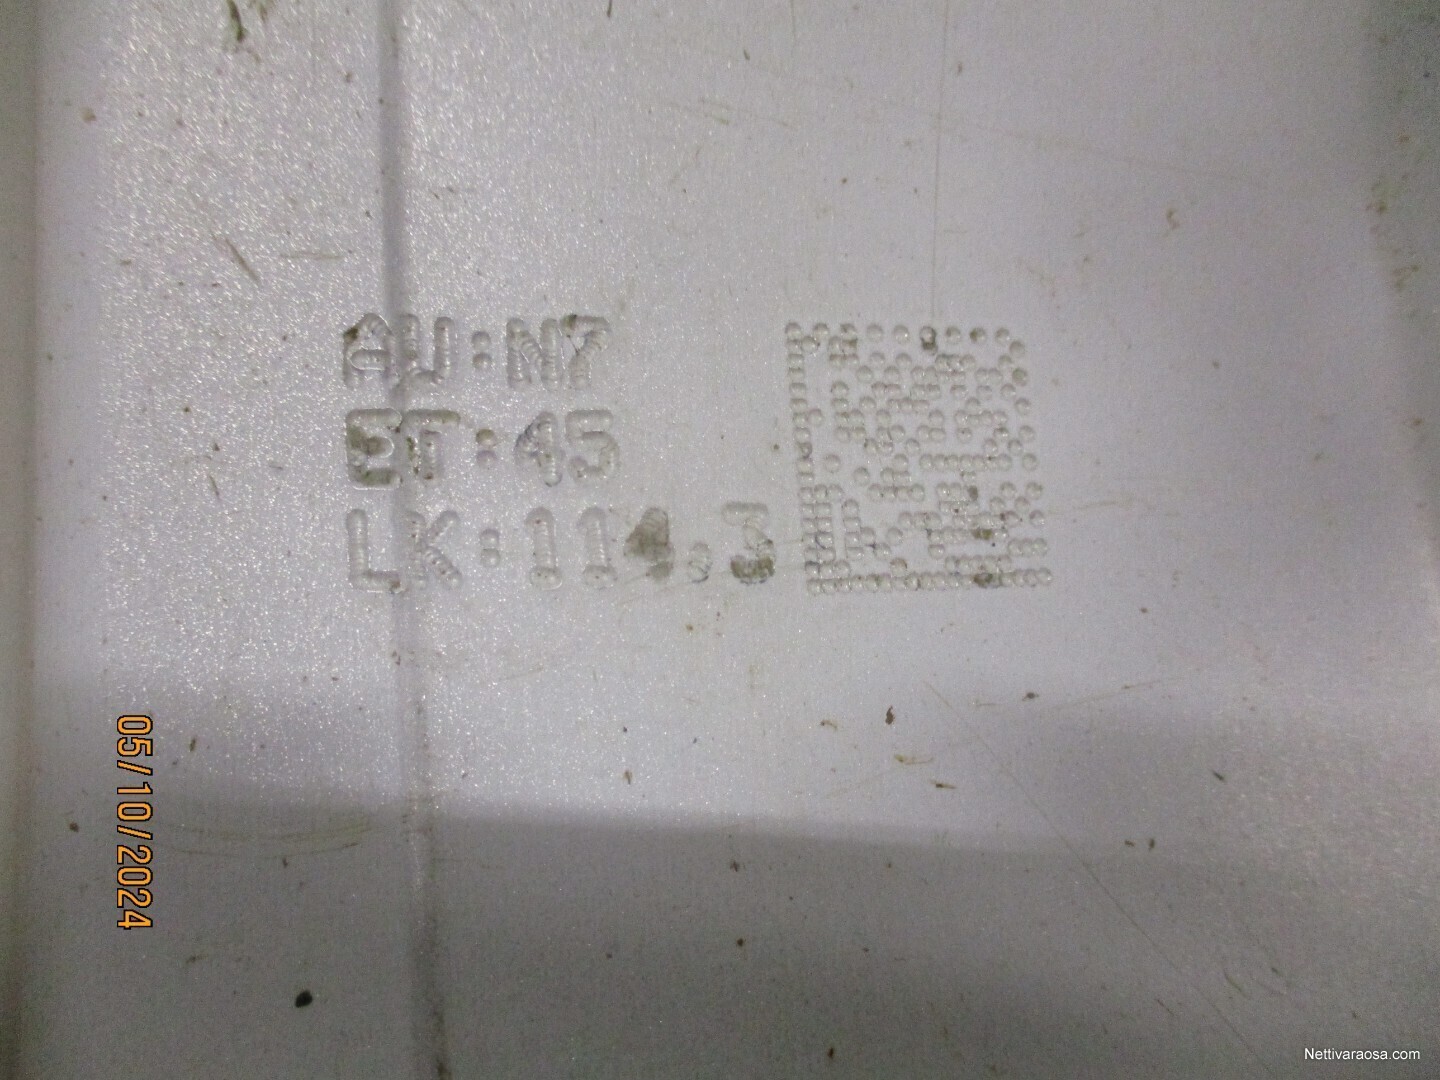 AU:N7
ET:45
LK:114,3
05/10/2024
Nettivaraosa.com